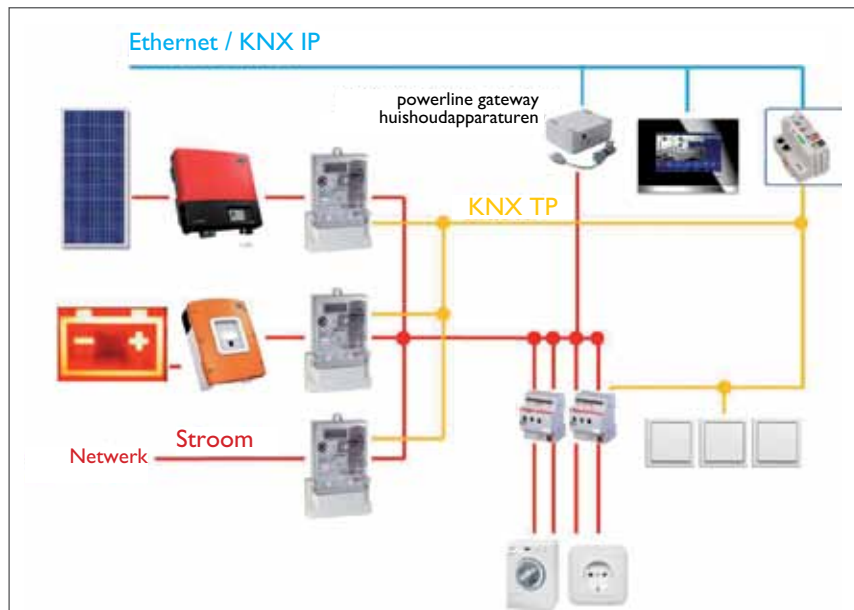 Ethernet / KNX IP
powerline gateway
huishoudapparaturen
KNX TP
Stroom
Netwerk